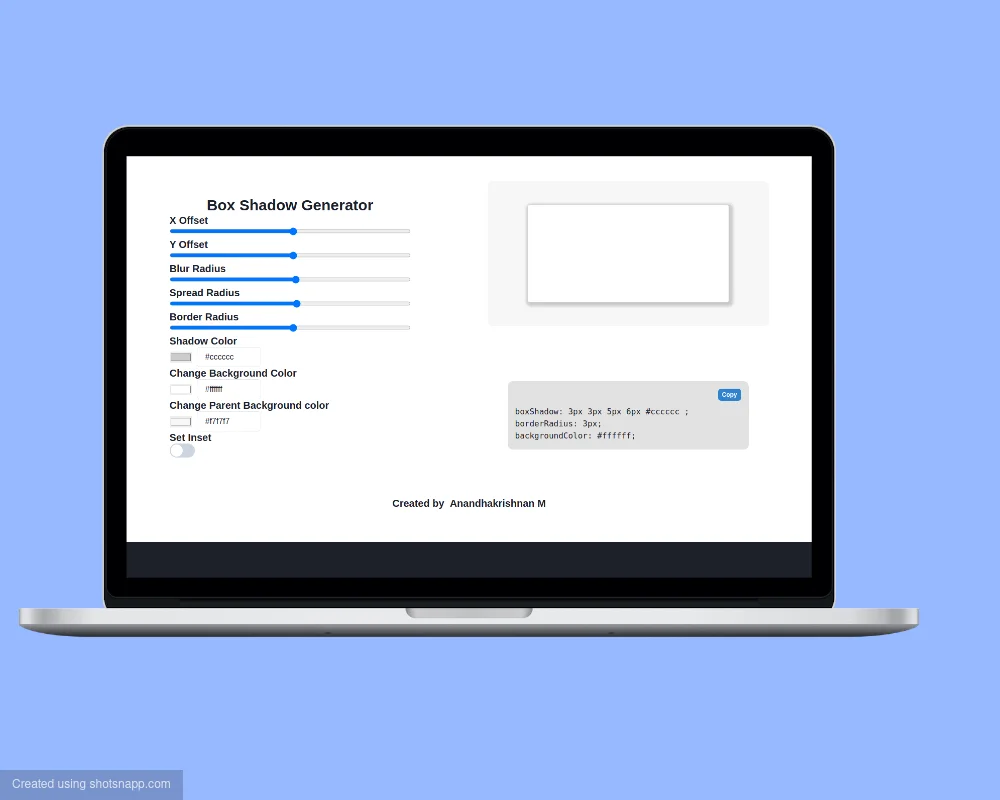 Box Shadow Generator
X Offset
Y Offset
Blur Radius
Spread Radius
Border Radius
Shadow Color
#cccccc
Change Background Color
#ffffff
Change Parent Background color
#f7f7f7
Set Inset
Copy
boxShadow: 3px 3px 5px 6px #cccccc ;
borderRadius: 3px;
backgroundColor: #ffffff;
Created by Anandhakrishnan M
Created using shotsnapp.com